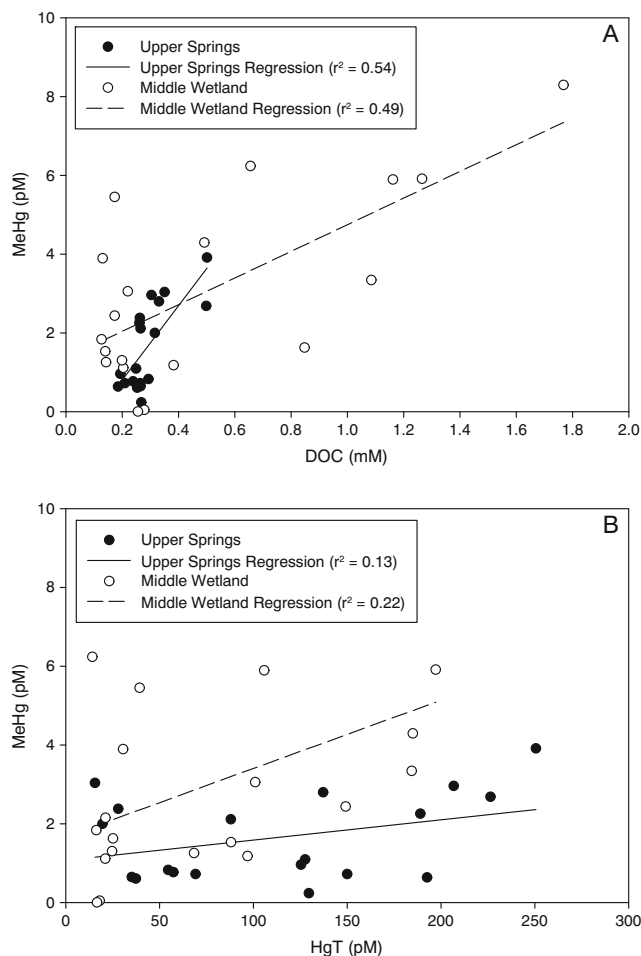 A
Upper Springs
Upper Springs Regression (r² = 0.54)
Middle Wetland
Middle Wetland Regression (r² = 0.49)
10
8
6
4
2
0
MeHg (pM)
0.0 0.2 0.4 0.6 0.8 1.0 1.2 1.4 1.6 1.8 2.0
DOC (mM)
B
Upper Springs
Upper Springs Regression (r² = 0.13)
Middle Wetland
Middle Wetland Regression (r² = 0.22)
10
8
6
4
2
0
MeHg (pM)
0 50 100 150 200 250 300
HgT (pM)